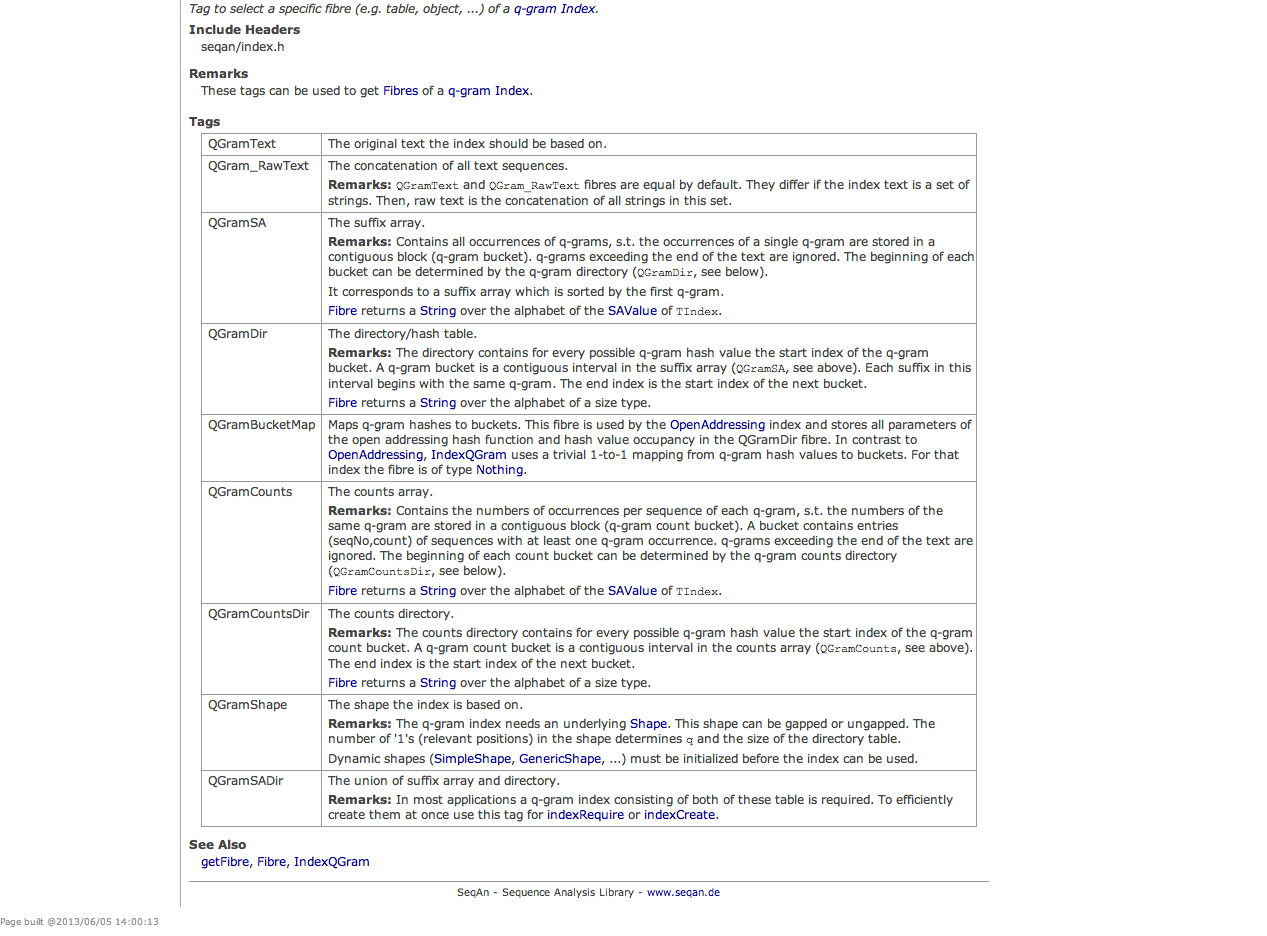 Tag to select a specific fibre (e.g. table, object, ...) of a q-gram Index.
Include Headers
seqan/index.h
Remarks
These tags can be used to get Fibres of a q-gram Index.
Tags
QGramText The original text the index should be based on.
QGram_RawText The concatenation of all text sequences.
Remarks: QGramText and QGram_RawText fibres are equal by default. They differ if the index text is a set of
strings. Then, raw text is the concatenation of all strings in this set.
QGramSA The suffix array.
Remarks: Contains all occurrences of q-grams, s.t. the occurrences of a single q-gram are stored in a
contiguous block (q-gram bucket). q-grams exceeding the end of the text are ignored. The beginning of each
bucket can be determined by the q-gram directory (QGramDir, see below).
It corresponds to a suffix array which is sorted by the first q-gram.
Fibre returns a String over the alphabet of the SAValue of TIndex.
QGramDir The directory/hash table.
Remarks: The directory contains for every possible q-gram hash value the start index of the q-gram
bucket. A q-gram bucket is a contiguous interval in the suffix array (QGramSA, see above). Each suffix in this
interval begins with the same q-gram. The end index is the start index of the next bucket.
Fibre returns a String over the alphabet of a size type.
QGramBucketMap Maps q-gram hashes to buckets. This fibre is used by the OpenAddressing index and stores all parameters of
the open addressing hash function and hash value occupancy in the QGramDir fibre. In contrast to
OpenAddressing, IndexQGram uses a trivial 1-to-1 mapping from q-gram hash values to buckets. For that
index the fibre is of type Nothing.
QGramCounts The counts array.
Remarks: Contains the numbers of occurrences per sequence of each q-gram, s.t. the numbers of the
same q-gram are stored in a contiguous block (q-gram count bucket). A bucket contains entries
(seqNo,count) of sequences with at least one q-gram occurrence. q-grams exceeding the end of the text are
ignored. The beginning of each count bucket can be determined by the q-gram counts directory
(QGramCountsDir, see below).
Fibre returns a String over the alphabet of the SAValue of TIndex.
QGramCountsDir The counts directory.
Remarks: The counts directory contains for every possible q-gram hash value the start index of the q-gram
count bucket. A q-gram count bucket is a contiguous interval in the counts array (QGramCounts, see above).
The end index is the start index of the next bucket.
Fibre returns a String over the alphabet of a size type.
QGramShape The shape the index is based on.
Remarks: The q-gram index needs an underlying Shape. This shape can be gapped or ungapped. The
number of '1's (relevant positions) in the shape determines q and the size of the directory table.
Dynamic shapes (SimpleShape, GenericShape, ...) must be initialized before the index can be used.
QGramSADir The union of suffix array and directory.
Remarks: In most applications a q-gram index consisting of both of these table is required. To efficiently
create them at once use this tag for indexRequire or indexCreate.
See Also
getFibre, Fibre, IndexQGram
SeqAn - Sequence Analysis Library - www.seqan.de
Page built @2013/06/05 14:00:13